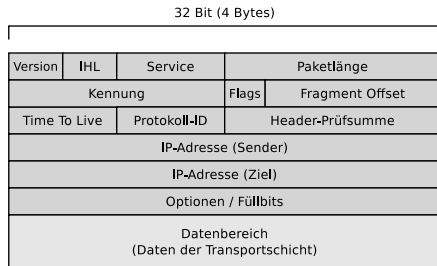 32 Bit (4 Bytes)
Version IHL Service Paketlänge
Kennung Flags Fragment Offset
Time To Live Protokoll-ID Header-Prüfsumme
IP-Adresse (Sender)
IP-Adresse (Ziel)
Optionen / Füllbits
Datenbereich
(Daten der Transportschicht)